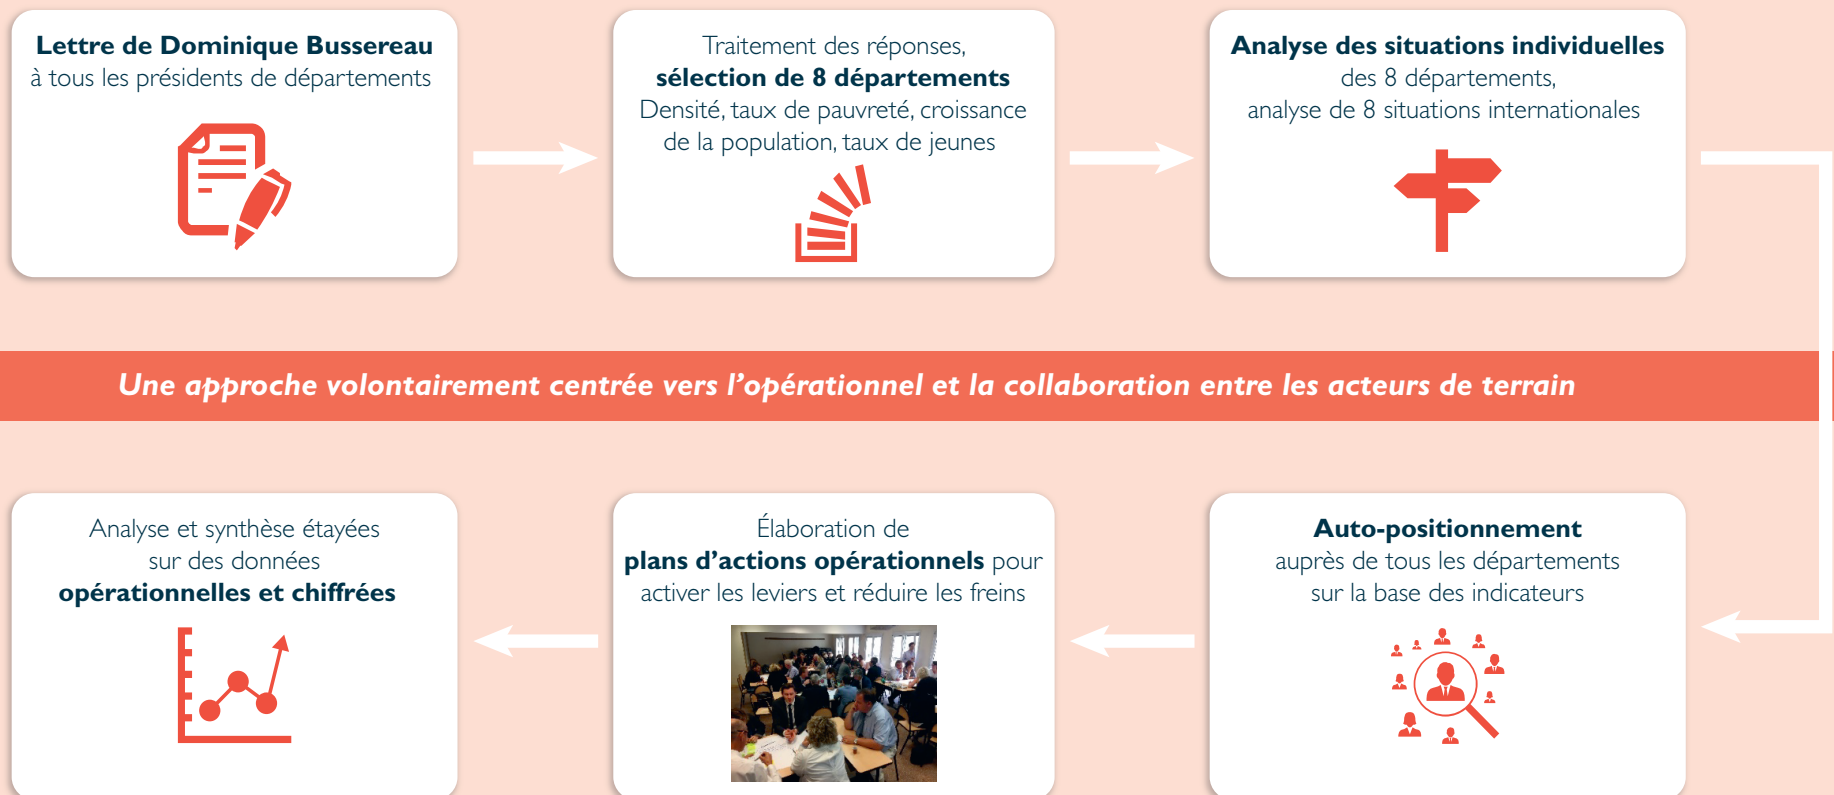 Lettre de Dominique Bussereau
à tous les présidents de départements
Traitement des réponses,
sélection de 8 départements
Densité, taux de pauvreté, croissance
de la population, taux de jeunes
Analyse des situations individuelles
des 8 départements,
analyse de 8 situations internationales
Une approche volontairement centrée vers l’opérationnel et la collaboration entre les acteurs de terrain
Auto-positionnement
auprès de tous les départements
sur la base des indicateurs
Élaboration de
plans d’actions opérationnels pour
activer les leviers et réduire les freins
Analyse et synthèse étayées
sur des données
opérationnelles et chiffrées